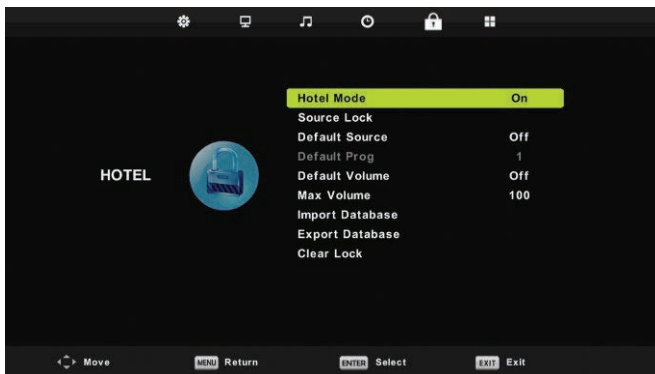 HOTEL
Hotel Mode On
Source Lock
Default Source Off
Default Prog 1
Default Volume Off
Max Volume 100
Import Database
Export Database
Clear Lock
Move MENU Return ENTER Select EXIT Exit